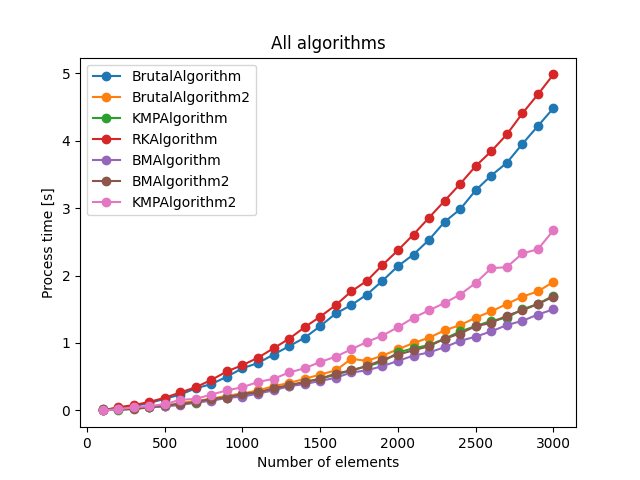 All algorithms
BrutalAlgorithm
BrutalAlgorithm2
KMPAlgorithm
RKAlgorithm
BMAlgorithm
BMAlgorithm2
KMPAlgorithm2
Process time [s]
5
4
3
2
1
0
0 500 1000 1500 2000 2500 3000
Number of elements